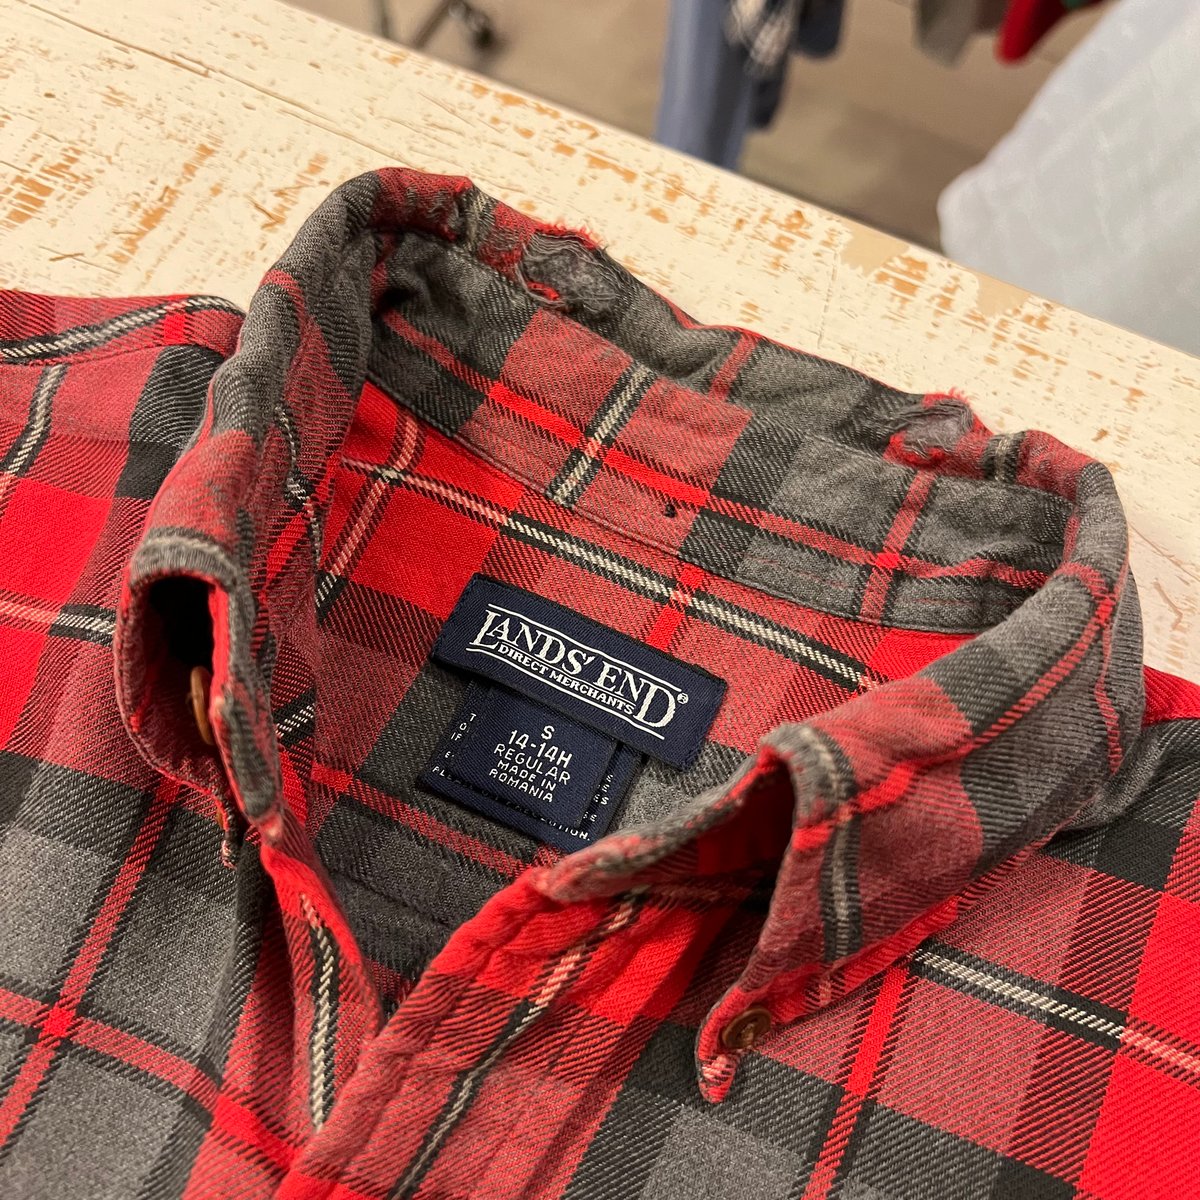 LANDS' END®
DIRECT MERCHANTS
S
14-14H
REGULAR
MADE IN
ROMANIA